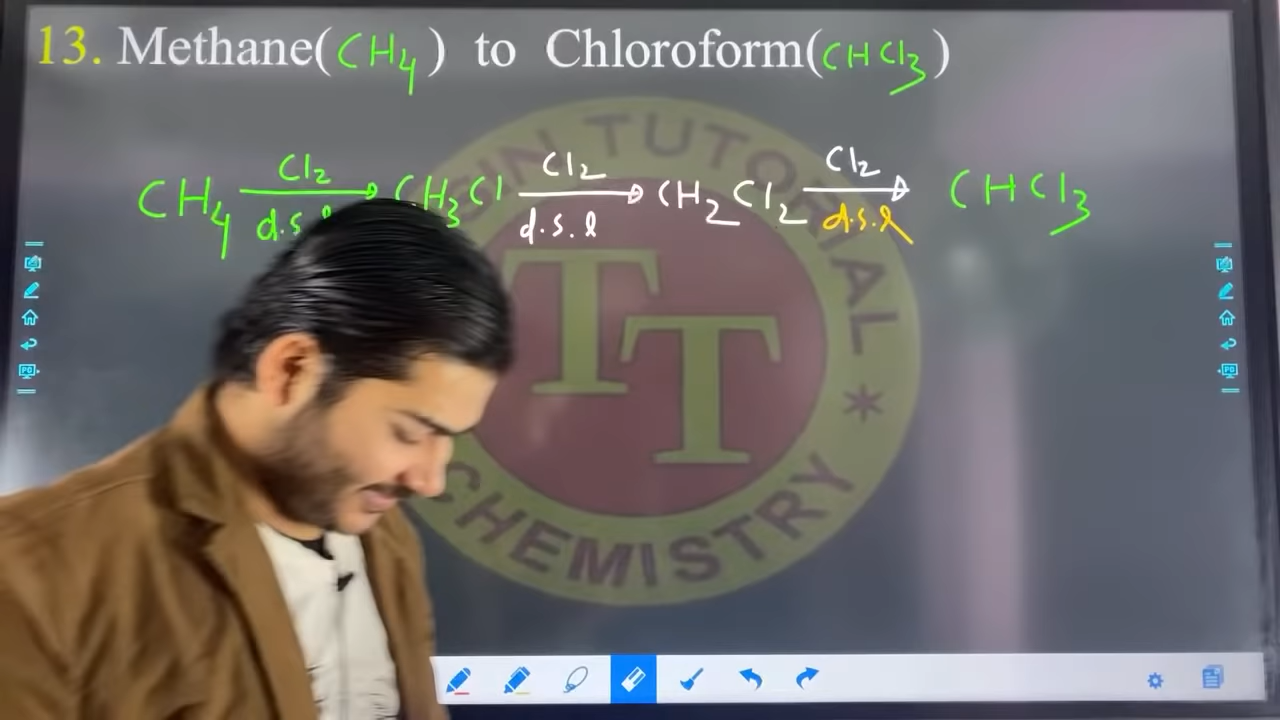 13. Methane(CH4) to Chloroform(CHCl3)
Cl2 Cl2 Cl2
CH4 CH3Cl CH2Cl2 CHCl3
d.s. d.s.l d.s.l
TUTORIAL
TT
CHEMISTRY